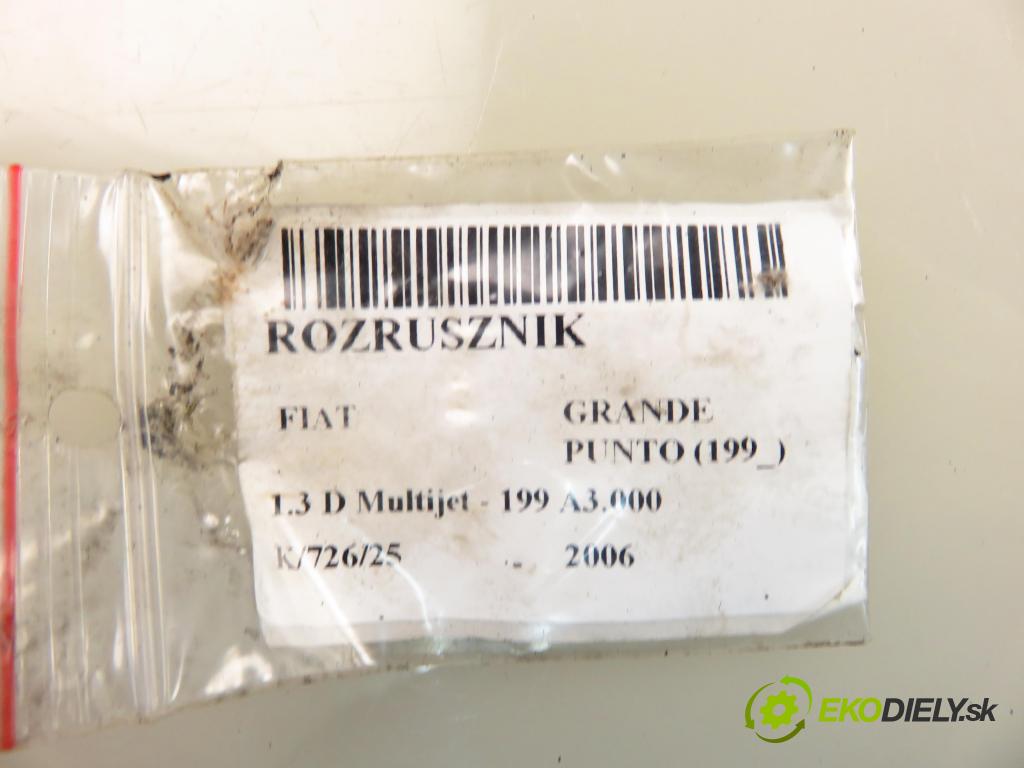 ROZRUSZNIK
FIAT GRANDE
PUNTO (199_)
1.3 D Multijet - 199 A3.000
K/726/25 - 2006
EKODIELY.sk